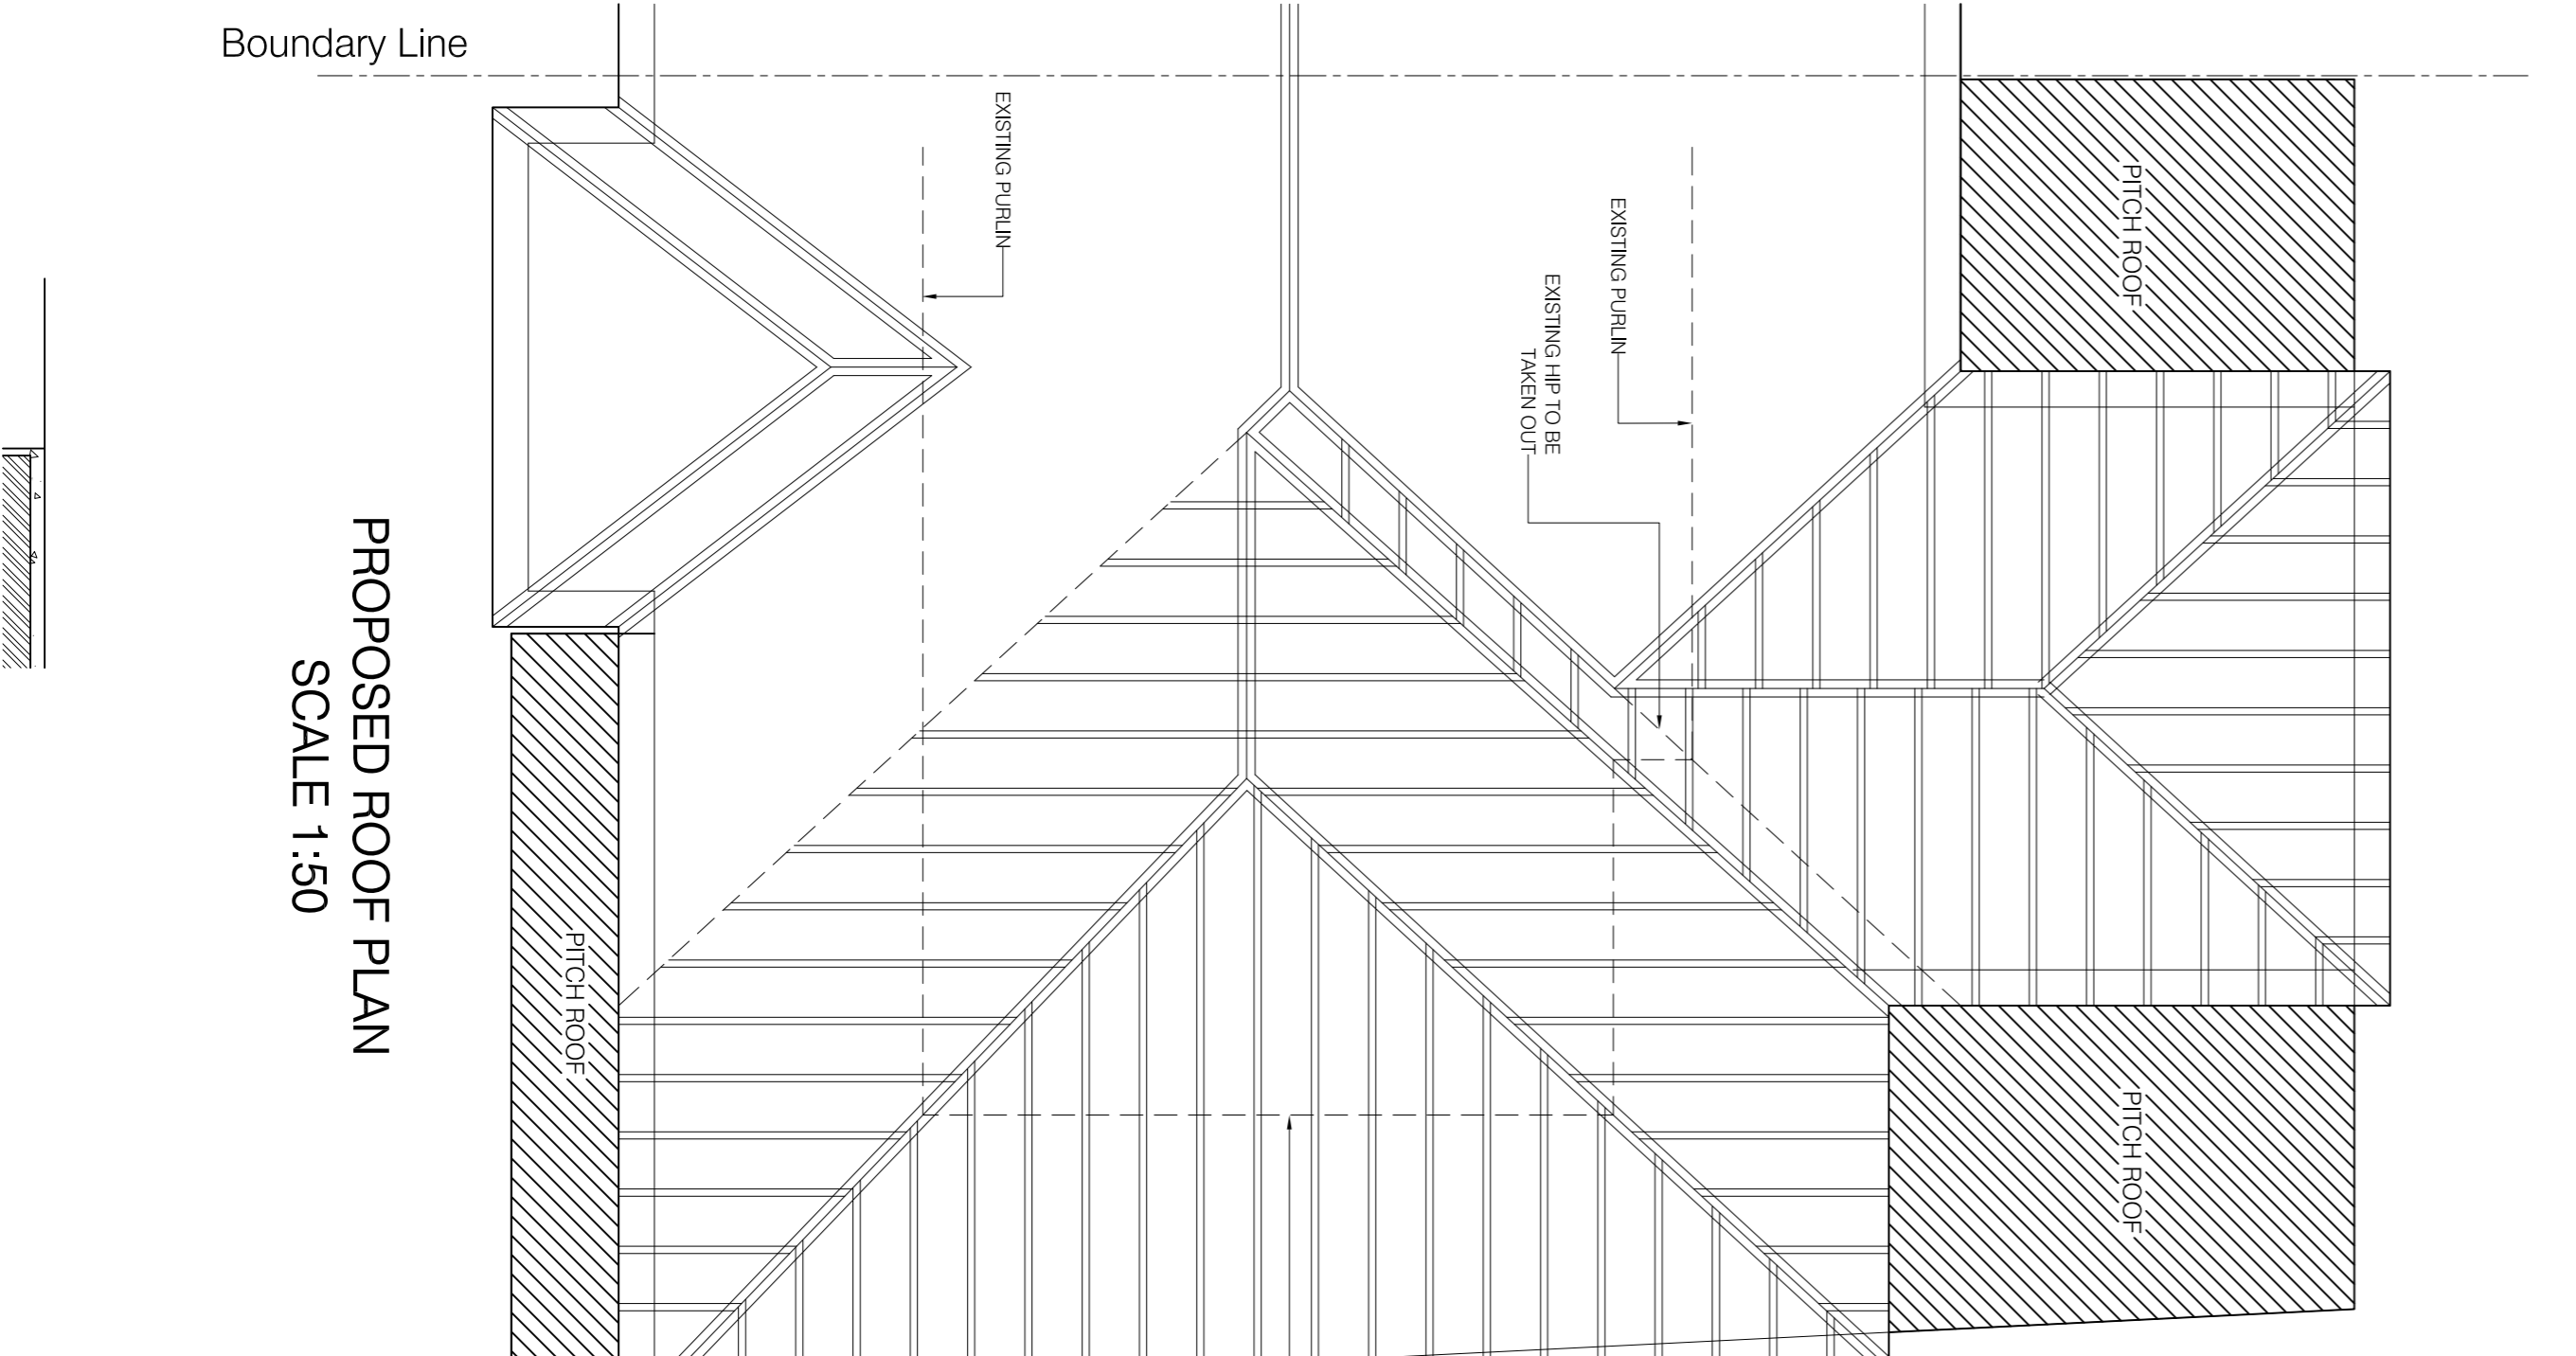 Boundary Line
EXISTING PURLIN
EXISTING PURLIN
EXISTING HIP TO BE
TAKEN OUT
PITCH ROOF
PITCH ROOF
PITCH ROOF
PROPOSED ROOF PLAN
SCALE 1:50